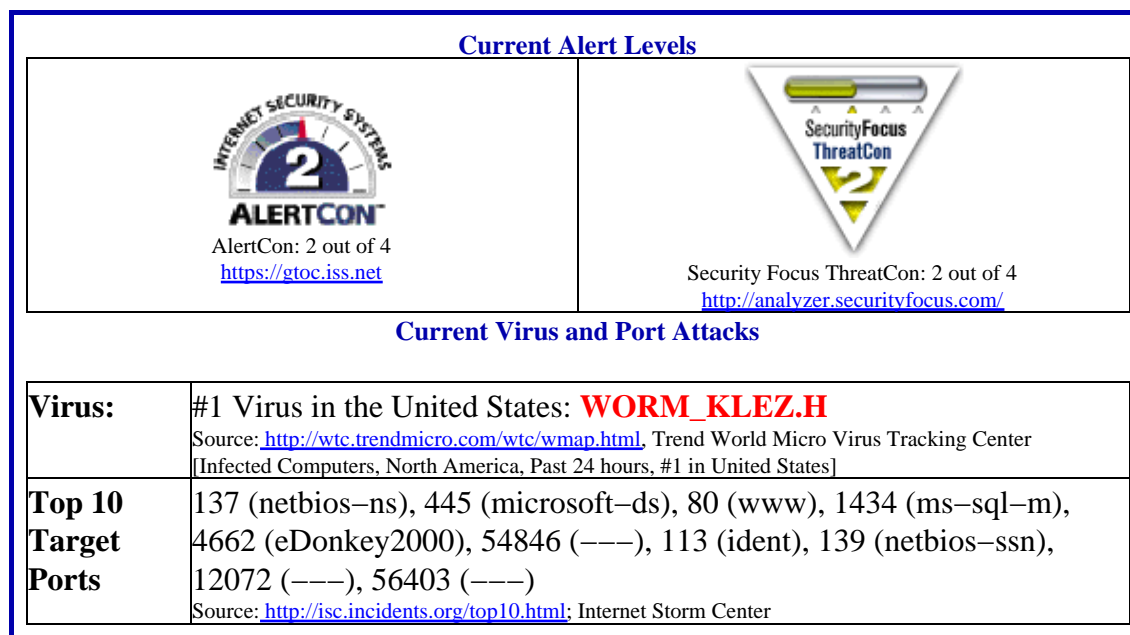 Current Alert Levels
INTERNET SECURITY SYSTEMS
2
ALERTCON™
AlertCon: 2 out of 4
https://gtoc.iss.net
SecurityFocus
ThreatCon
2
Security Focus ThreatCon: 2 out of 4
http://analyzer.securityfocus.com/
Current Virus and Port Attacks
Virus:
#1 Virus in the United States: WORM_KLEZ.H
Source: http://wtc.trendmicro.com/wtc/wmap.html, Trend World Micro Virus Tracking Center
[Infected Computers, North America, Past 24 hours, #1 in United States]
Top 10
Target
Ports
137 (netbios−ns), 445 (microsoft−ds), 80 (www), 1434 (ms−sql−m),
4662 (eDonkey2000), 54846 (−−−), 113 (ident), 139 (netbios−ssn),
12072 (−−−), 56403 (−−−)
Source: http://isc.incidents.org/top10.html; Internet Storm Center